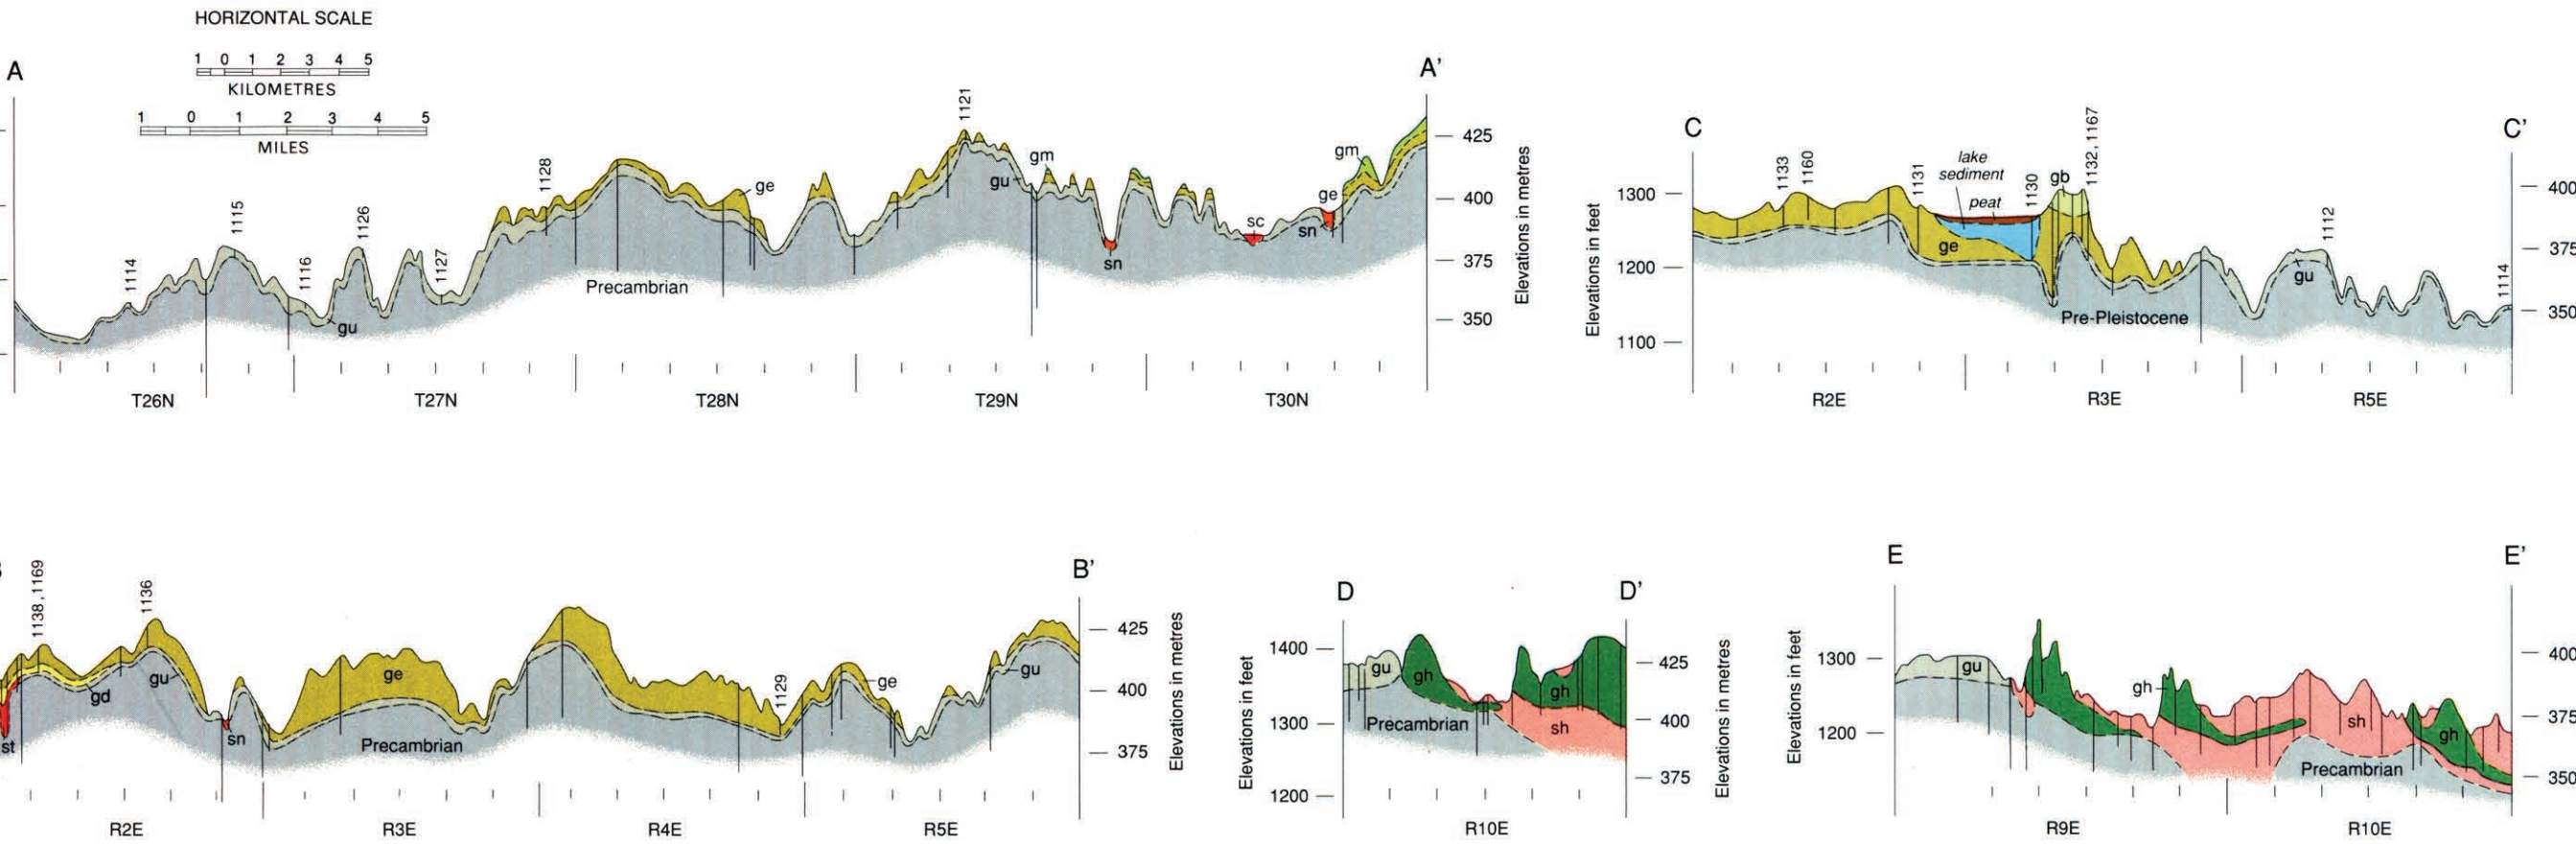 HORIZONTAL SCALE
1 0 1 2 3 4 5
KILOMETRES
1 0 1 2 3 4 5
MILES
A
A'
1114
1115
1116
1126
1127
1128
1121
gu
ge
gu
gm
sn
sc
gm
ge
sn
Precambrian
425
400
375
350
Elevations in metres
T26N
T27N
T28N
T29N
T30N
C
C'
1133
1160
1131
lake
sediment
peat
1130
gb
1132, 1167
1112
1114
ge
gu
Pre-Pleistocene
Elevations in feet
1300
1200
1100
400
375
350
R2E
R3E
R5E
B'
1138, 1169
1136
1129
st
gd
gu
sn
ge
ge
gu
Precambrian
425
400
375
Elevations in metres
R2E
R3E
R4E
R5E
D
D'
Elevations in feet
1400
1300
1200
gu
gh
gh
sh
Precambrian
425
400
375
Elevations in metres
R10E
E
E'
Elevations in feet
1300
1200
gu
gh
sh
gh
Precambrian
400
375
350
R9E
R10E